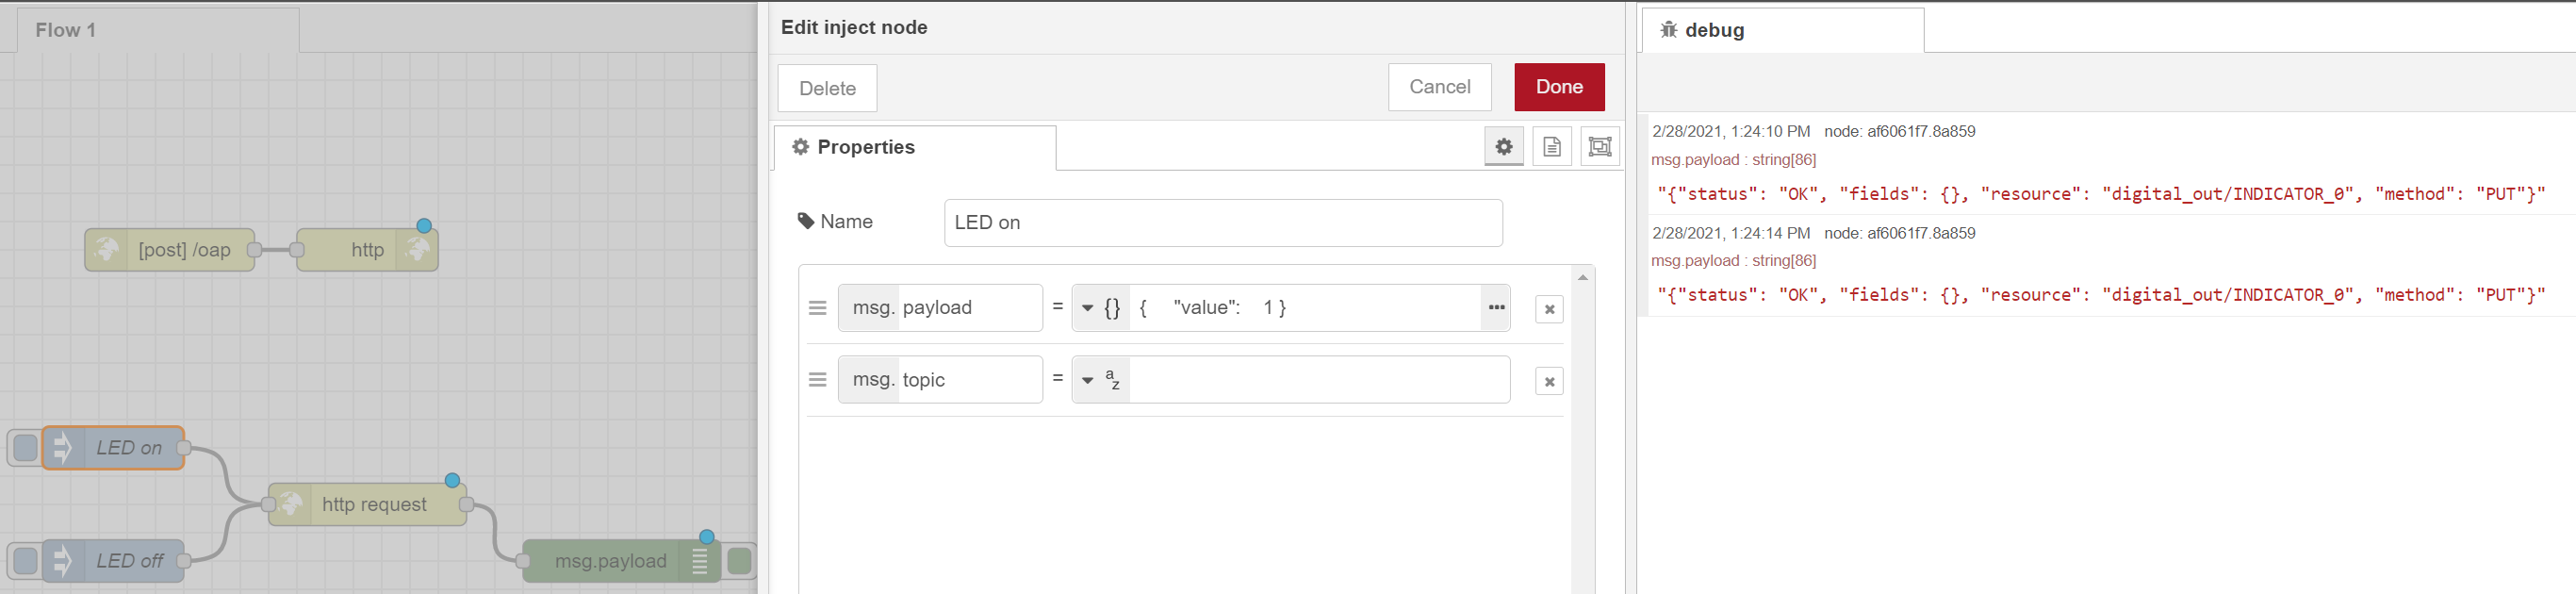 Flow 1
[post] /oap
http
LED on
http request
LED off
msg.payload
Edit inject node
Delete
Cancel
Done
Properties
Name
LED on
msg. payload = {} { "value": 1 } •••
msg. topic = az
debug
2/28/2021, 1:24:10 PM node: af6061f7.8a859
msg.payload : string[86]
"{"status": "OK", "fields": {}, "resource": "digital_out/INDICATOR_0", "method": "PUT"}"
2/28/2021, 1:24:14 PM node: af6061f7.8a859
msg.payload : string[86]
"{"status": "OK", "fields": {}, "resource": "digital_out/INDICATOR_0", "method": "PUT"}"